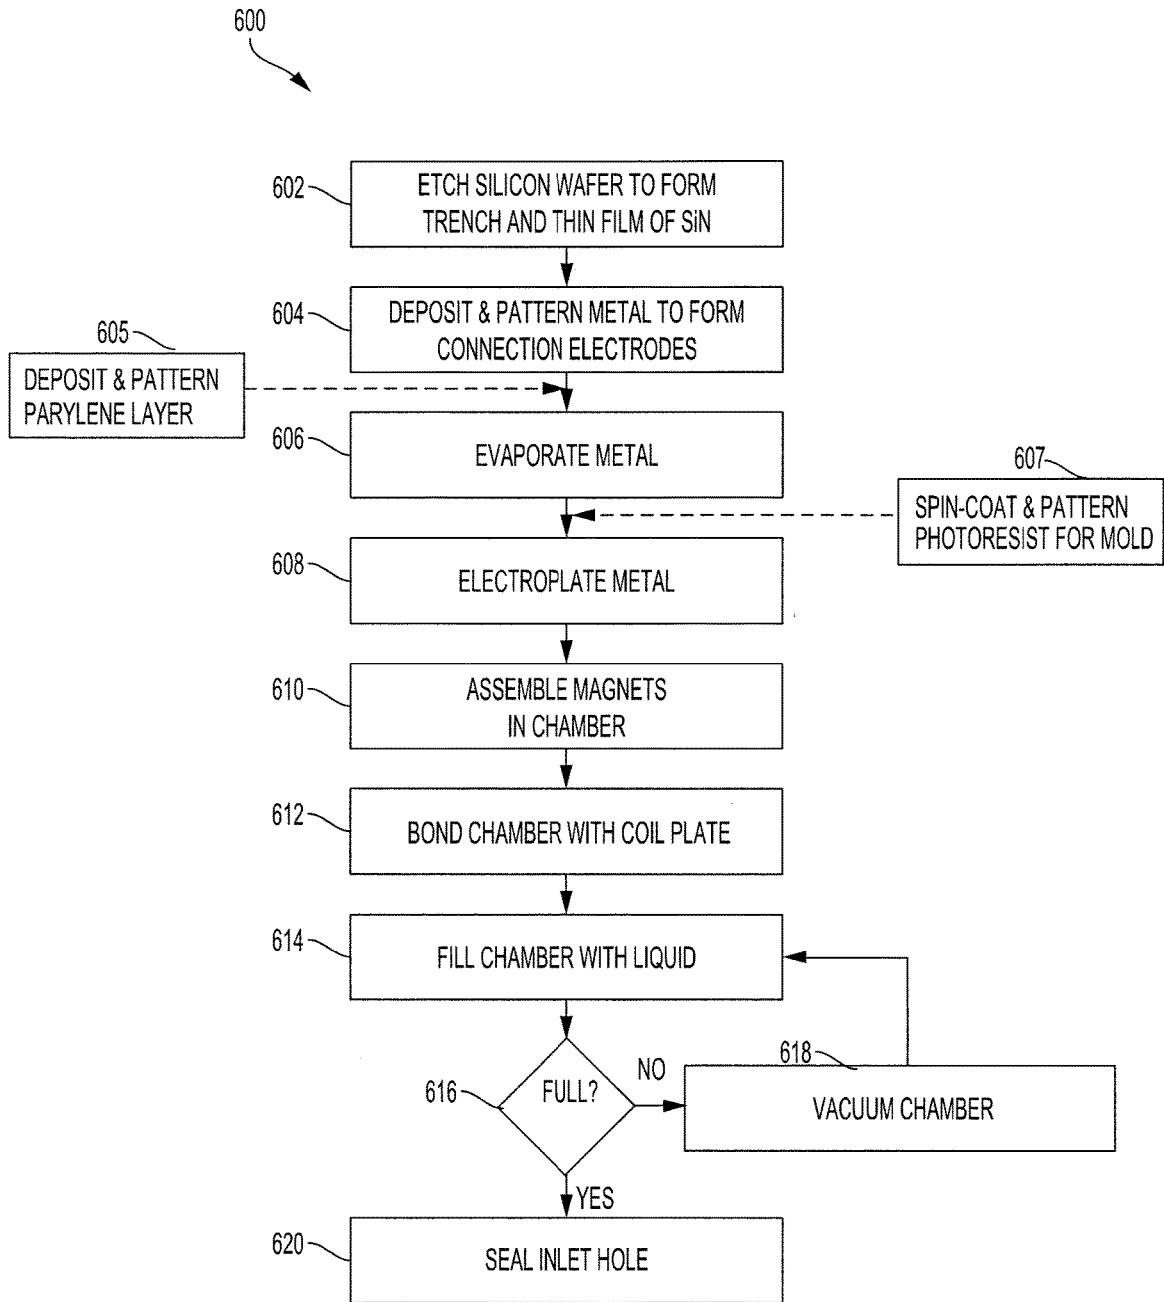 600
602
ETCH SILICON WAFER TO FORM
TRENCH AND THIN FILM OF SiN
604
DEPOSIT & PATTERN METAL TO FORM
CONNECTION ELECTRODES
605
DEPOSIT & PATTERN
PARYLENE LAYER
606
EVAPORATE METAL
607
SPIN-COAT & PATTERN
PHOTORESIST FOR MOLD
608
ELECTROPLATE METAL
610
ASSEMBLE MAGNETS
IN CHAMBER
612
BOND CHAMBER WITH COIL PLATE
614
FILL CHAMBER WITH LIQUID
616
FULL?
NO
618
VACUUM CHAMBER
YES
620
SEAL INLET HOLE